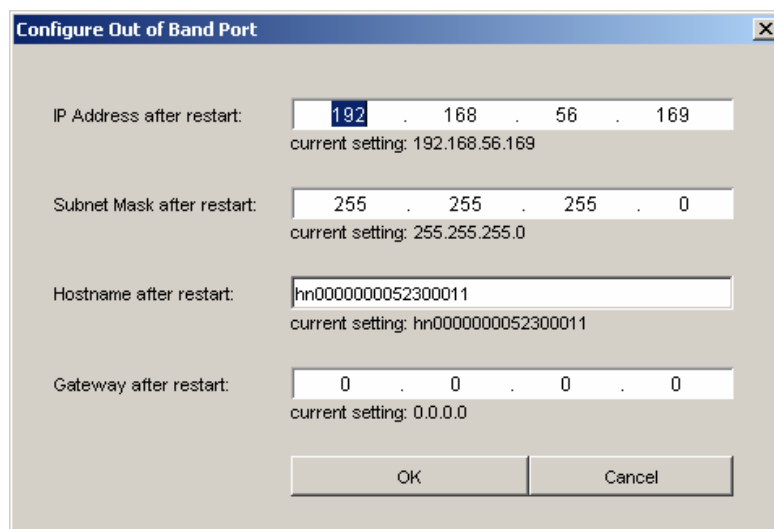 Configure Out of Band Port
IP Address after restart: 192 . 168 . 56 . 169
current setting: 192.168.56.169
Subnet Mask after restart: 255 . 255 . 255 . 0
current setting: 255.255.255.0
Hostname after restart: hn0000000052300011
current setting: hn0000000052300011
Gateway after restart: 0 . 0 . 0 . 0
current setting: 0.0.0.0
OK Cancel